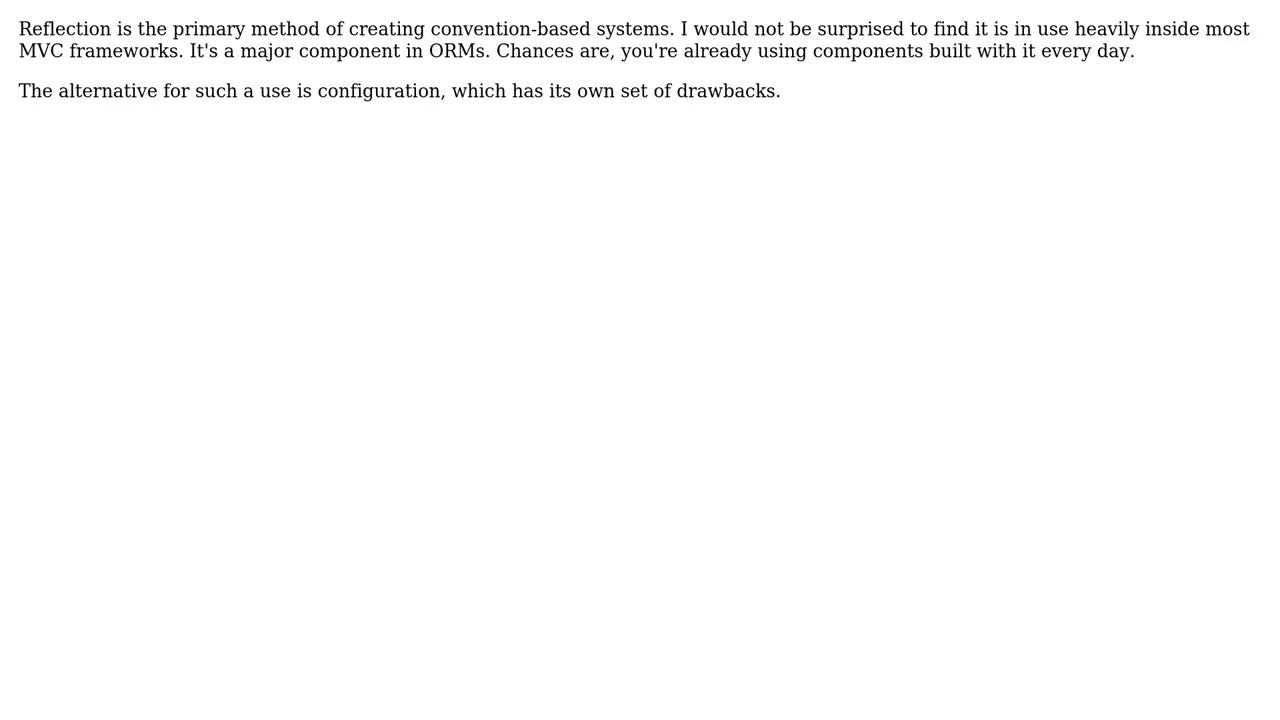 Reflection is the primary method of creating convention-based systems. I would not be surprised to find it is in use heavily inside most
MVC frameworks. It's a major component in ORMs. Chances are, you're already using components built with it every day.
The alternative for such a use is configuration, which has its own set of drawbacks.